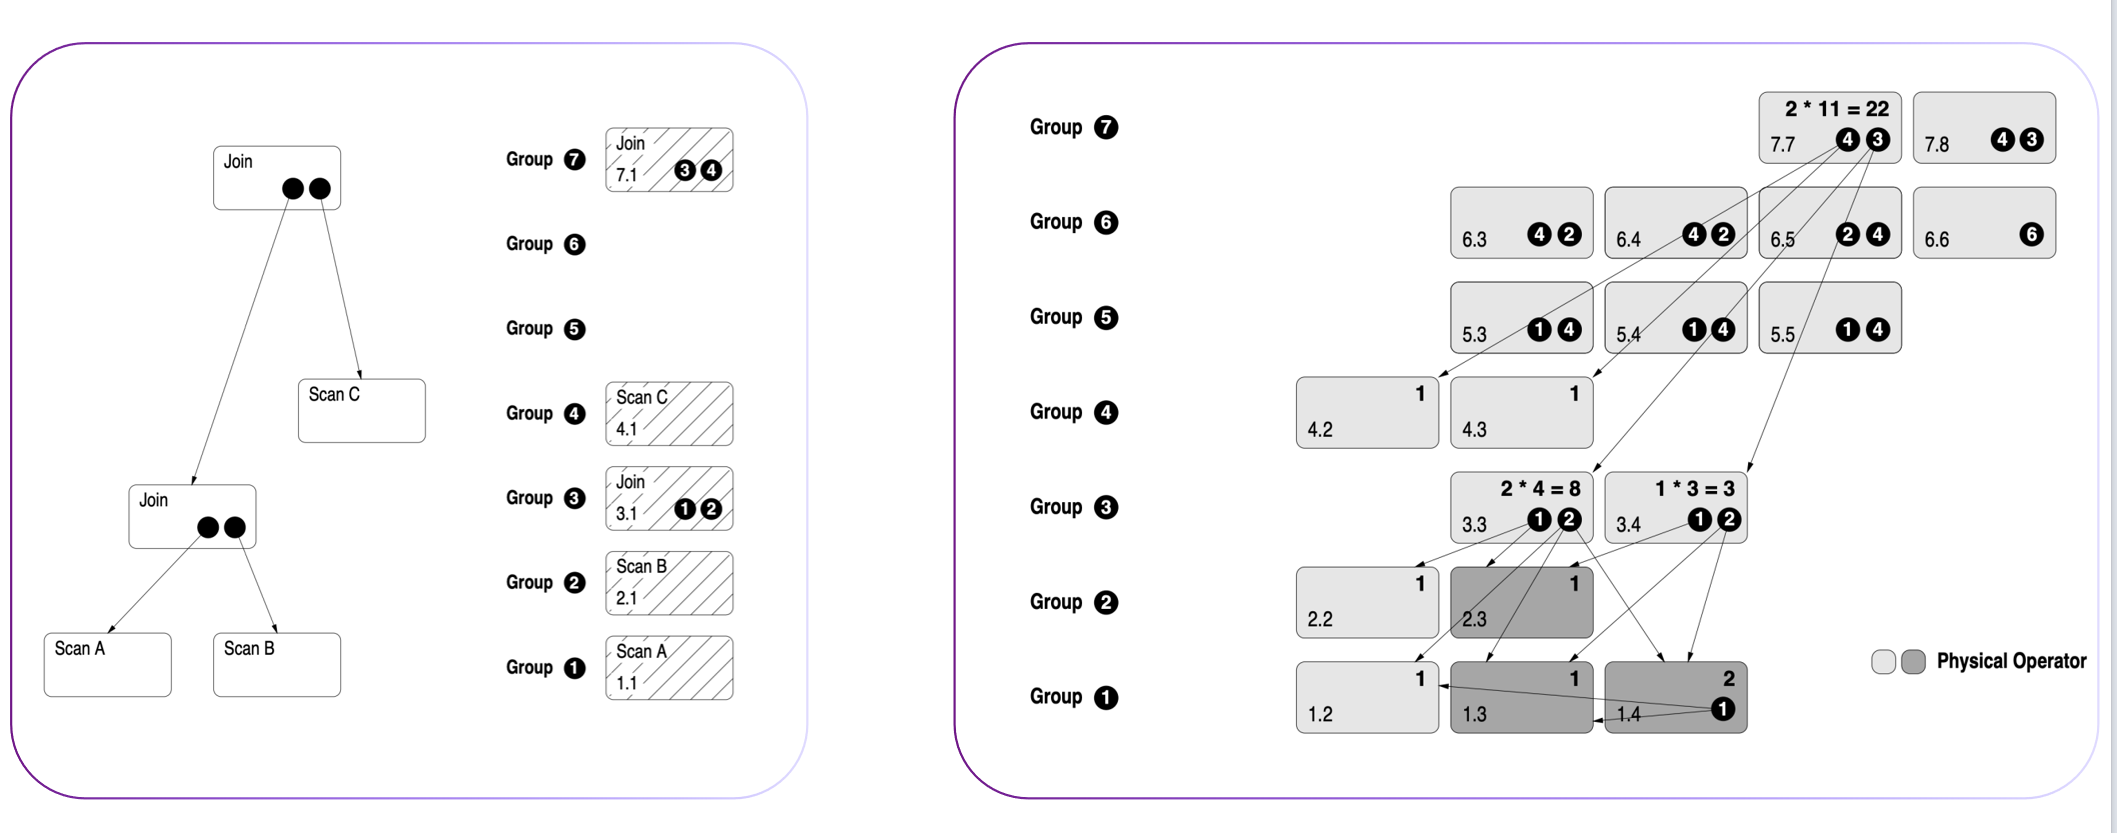 Join
Scan C
Join
Scan A
Scan B
Group 7
Join
7.1 3 4
Group 6
Group 5
Group 4
Scan C
4.1
Group 3
Join
3.1 1 2
Group 2
Scan B
2.1
Group 1
Scan A
1.1
Group 7
2 * 11 = 22
7.7 4 3
7.8 4 3
Group 6
6.3 4 2
6.4 4 2
6.5 2 4
6.6 6
Group 5
5.3 1 4
5.4 1 4
5.5 1 4
Group 4
1
4.2
1
4.3
Group 3
2 * 4 = 8
3.3 1 2
1 * 3 = 3
3.4 1 2
Group 2
1
2.2
1
2.3
Group 1
1
1.2
1
1.3
2
1.4 1
Physical Operator